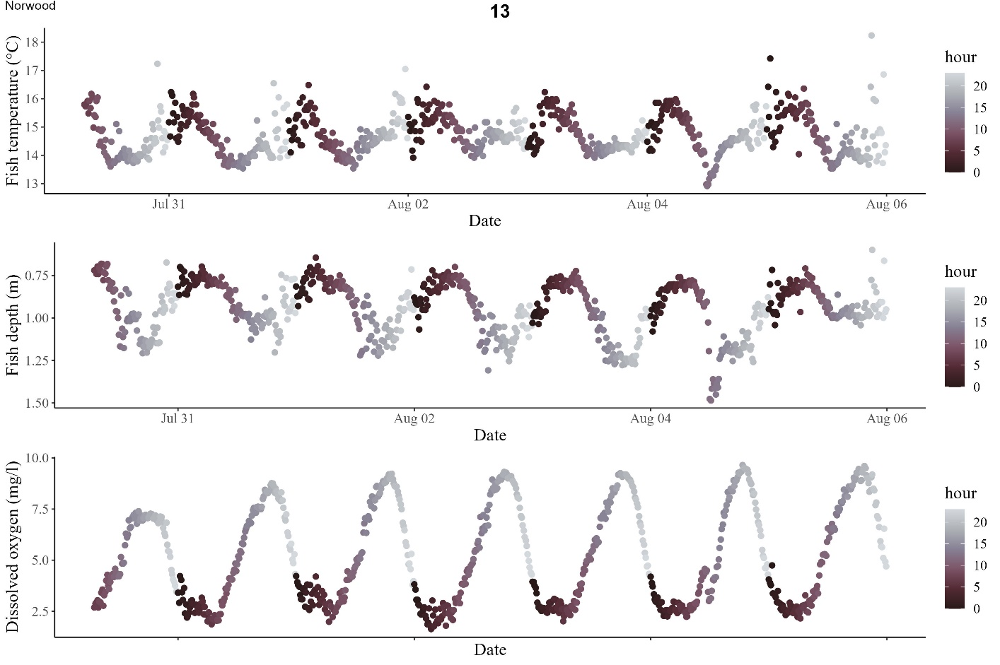 Norwood
13
Fish temperature (°C)
18
17
16
15
14
13
Jul 31
Aug 02
Aug 04
Aug 06
Date
hour
20
15
10
5
0
Fish depth (m)
0.75
1.00
1.25
1.50
Jul 31
Aug 02
Aug 04
Aug 06
Date
hour
20
15
10
5
0
Dissolved oxygen (mg/l)
10.0
7.5
5.0
2.5
Date
hour
20
15
10
5
0